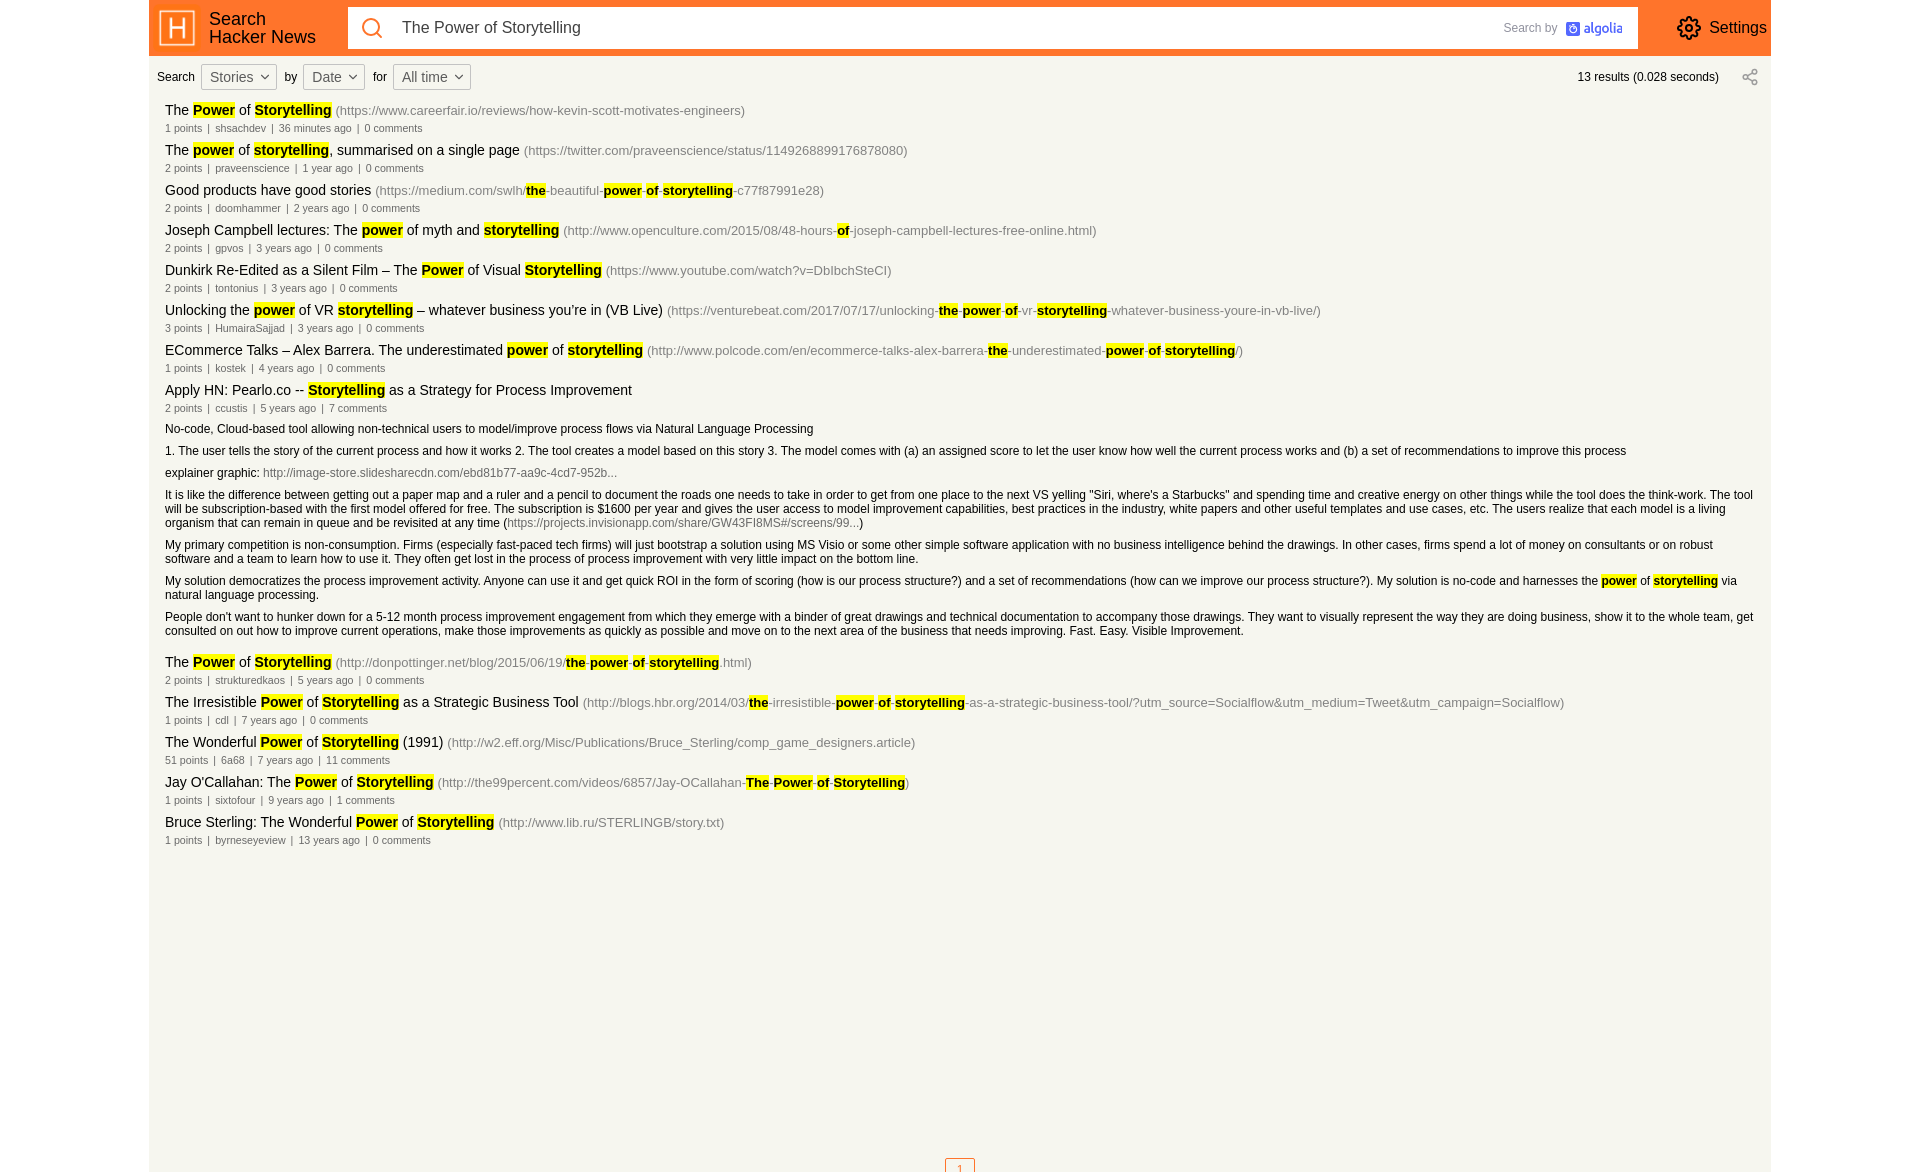 Search
Hacker News
The Power of Storytelling
Search by algolia
Settings
Search Stories by Date for All time
13 results (0.028 seconds)
The Power of Storytelling (https://www.careerfair.io/reviews/how-kevin-scott-motivates-engineers)
1 points | shsachdev | 36 minutes ago | 0 comments
The power of storytelling, summarised on a single page (https://twitter.com/praveenscience/status/1149268899176878080)
2 points | praveenscience | 1 year ago | 0 comments
Good products have good stories (https://medium.com/swlh/the-beautiful-power-of-storytelling-c77f87991e28)
2 points | doomhammer | 2 years ago | 0 comments
Joseph Campbell lectures: The power of myth and storytelling (http://www.openculture.com/2015/08/48-hours-of-joseph-campbell-lectures-free-online.html)
2 points | gpvos | 3 years ago | 0 comments
Dunkirk Re-Edited as a Silent Film – The Power of Visual Storytelling (https://www.youtube.com/watch?v=DbIbchSteCI)
2 points | tontonius | 3 years ago | 0 comments
Unlocking the power of VR storytelling – whatever business you’re in (VB Live) (https://venturebeat.com/2017/07/17/unlocking-the-power-of-vr-storytelling-whatever-business-youre-in-vb-live/)
3 points | HumairaSajjad | 3 years ago | 0 comments
ECommerce Talks – Alex Barrera. The underestimated power of storytelling (http://www.polcode.com/en/ecommerce-talks-alex-barrera-the-underestimated-power-of-storytelling/)
1 points | kostek | 4 years ago | 0 comments
Apply HN: Pearlo.co -- Storytelling as a Strategy for Process Improvement
2 points | ccustis | 5 years ago | 7 comments
No-code, Cloud-based tool allowing non-technical users to model/improve process flows via Natural Language Processing
1. The user tells the story of the current process and how it works 2. The tool creates a model based on this story 3. The model comes with (a) an assigned score to let the user know how well the current process works and (b) a set of recommendations to improve this process
explainer graphic: http://image-store.slidesharecdn.com/ebd81b77-aa9c-4cd7-952b...
It is like the difference between getting out a paper map and a ruler and a pencil to document the roads one needs to take in order to get from one place to the next VS yelling "Siri, where's a Starbucks" and spending time and creative energy on other things while the tool does the think-work. The tool
will be subscription-based with the first model offered for free. The subscription is $1600 per year and gives the user access to model improvement capabilities, best practices in the industry, white papers and other useful templates and use cases, etc. The users realize that each model is a living
organism that can remain in queue and be revisited at any time (https://projects.invisionapp.com/share/GW43FI8MS#/screens/99...)
My primary competition is non-consumption. Firms (especially fast-paced tech firms) will just bootstrap a solution using MS Visio or some other simple software application with no business intelligence behind the drawings. In other cases, firms spend a lot of money on consultants or on robust
software and a team to learn how to use it. They often get lost in the process of process improvement with very little impact on the bottom line.
My solution democratizes the process improvement activity. Anyone can use it and get quick ROI in the form of scoring (how is our process structure?) and a set of recommendations (how can we improve our process structure?). My solution is no-code and harnesses the power of storytelling via
natural language processing.
People don't want to hunker down for a 5-12 month process improvement engagement from which they emerge with a binder of great drawings and technical documentation to accompany those drawings. They want to visually represent the way they are doing business, show it to the whole team, get
consulted on out how to improve current operations, make those improvements as quickly as possible and move on to the next area of the business that needs improving. Fast. Easy. Visible Improvement.
The Power of Storytelling (http://donpottinger.net/blog/2015/06/19/the-power-of-storytelling.html)
2 points | strukturedkaos | 5 years ago | 0 comments
The Irresistible Power of Storytelling as a Strategic Business Tool (http://blogs.hbr.org/2014/03/the-irresistible-power-of-storytelling-as-a-strategic-business-tool/?utm_source=Socialflow&utm_medium=Tweet&utm_campaign=Socialflow)
1 points | cdl | 7 years ago | 0 comments
The Wonderful Power of Storytelling (1991) (http://w2.eff.org/Misc/Publications/Bruce_Sterling/comp_game_designers.article)
51 points | 6a68 | 7 years ago | 11 comments
Jay O'Callahan: The Power of Storytelling (http://the99percent.com/videos/6857/Jay-OCallahan-The-Power-of-Storytelling)
1 points | sixtofour | 9 years ago | 1 comments
Bruce Sterling: The Wonderful Power of Storytelling (http://www.lib.ru/STERLINGB/story.txt)
1 points | byrneseyeview | 13 years ago | 0 comments
1